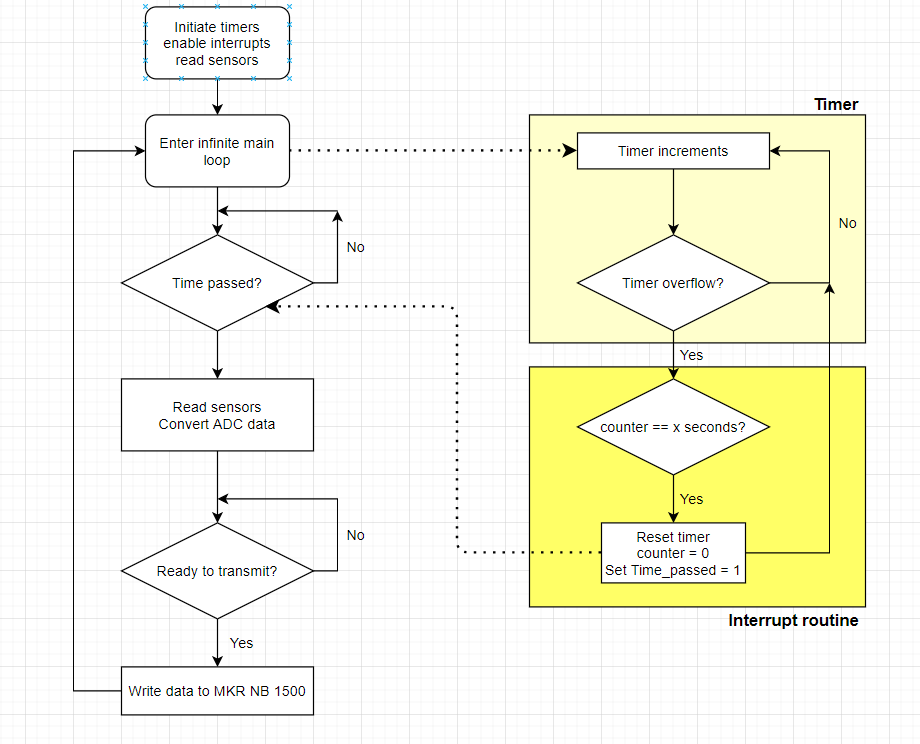 Initiate timers
enable interrupts
read sensors
Enter infinite main
loop
No
Time passed?
Read sensors
Convert ADC data
No
Ready to transmit?
Yes
Write data to MKR NB 1500
Timer
Timer increments
No
Timer overflow?
Yes
counter == x seconds?
Yes
Reset timer
counter = 0
Set Time_passed = 1
Interrupt routine